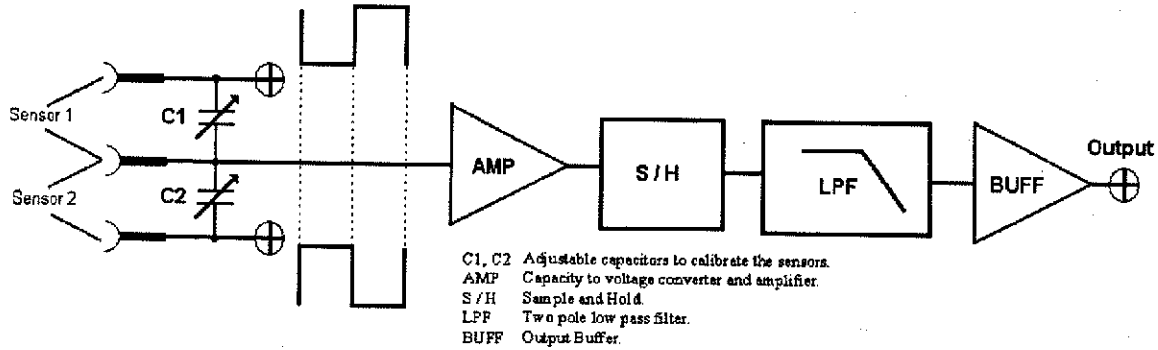 Sensor 1
C1
Sensor 2
C2
AMP
S / H
LPF
BUFF
Output
C1, C2 Adjustable capacitors to calibrate the sensors.
AMP Capacity to voltage converter and amplifier.
S / H Sample and Hold.
LPF Two pole low pass filter.
BUFF Output Buffer.